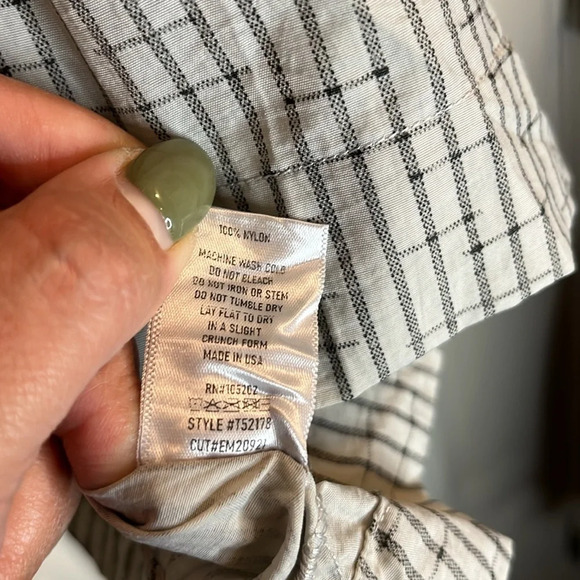 100% NYLON
MACHINE WASH COLD
DO NOT BLEACH
DO NOT IRON OR STEM
DO NOT TUMBLE DRY
LAY FLAT TO DRY
IN A SLIGHT
CRUNCH FORM
MADE IN USA
RN#105202
STYLE #T52178
CUT#EM20921